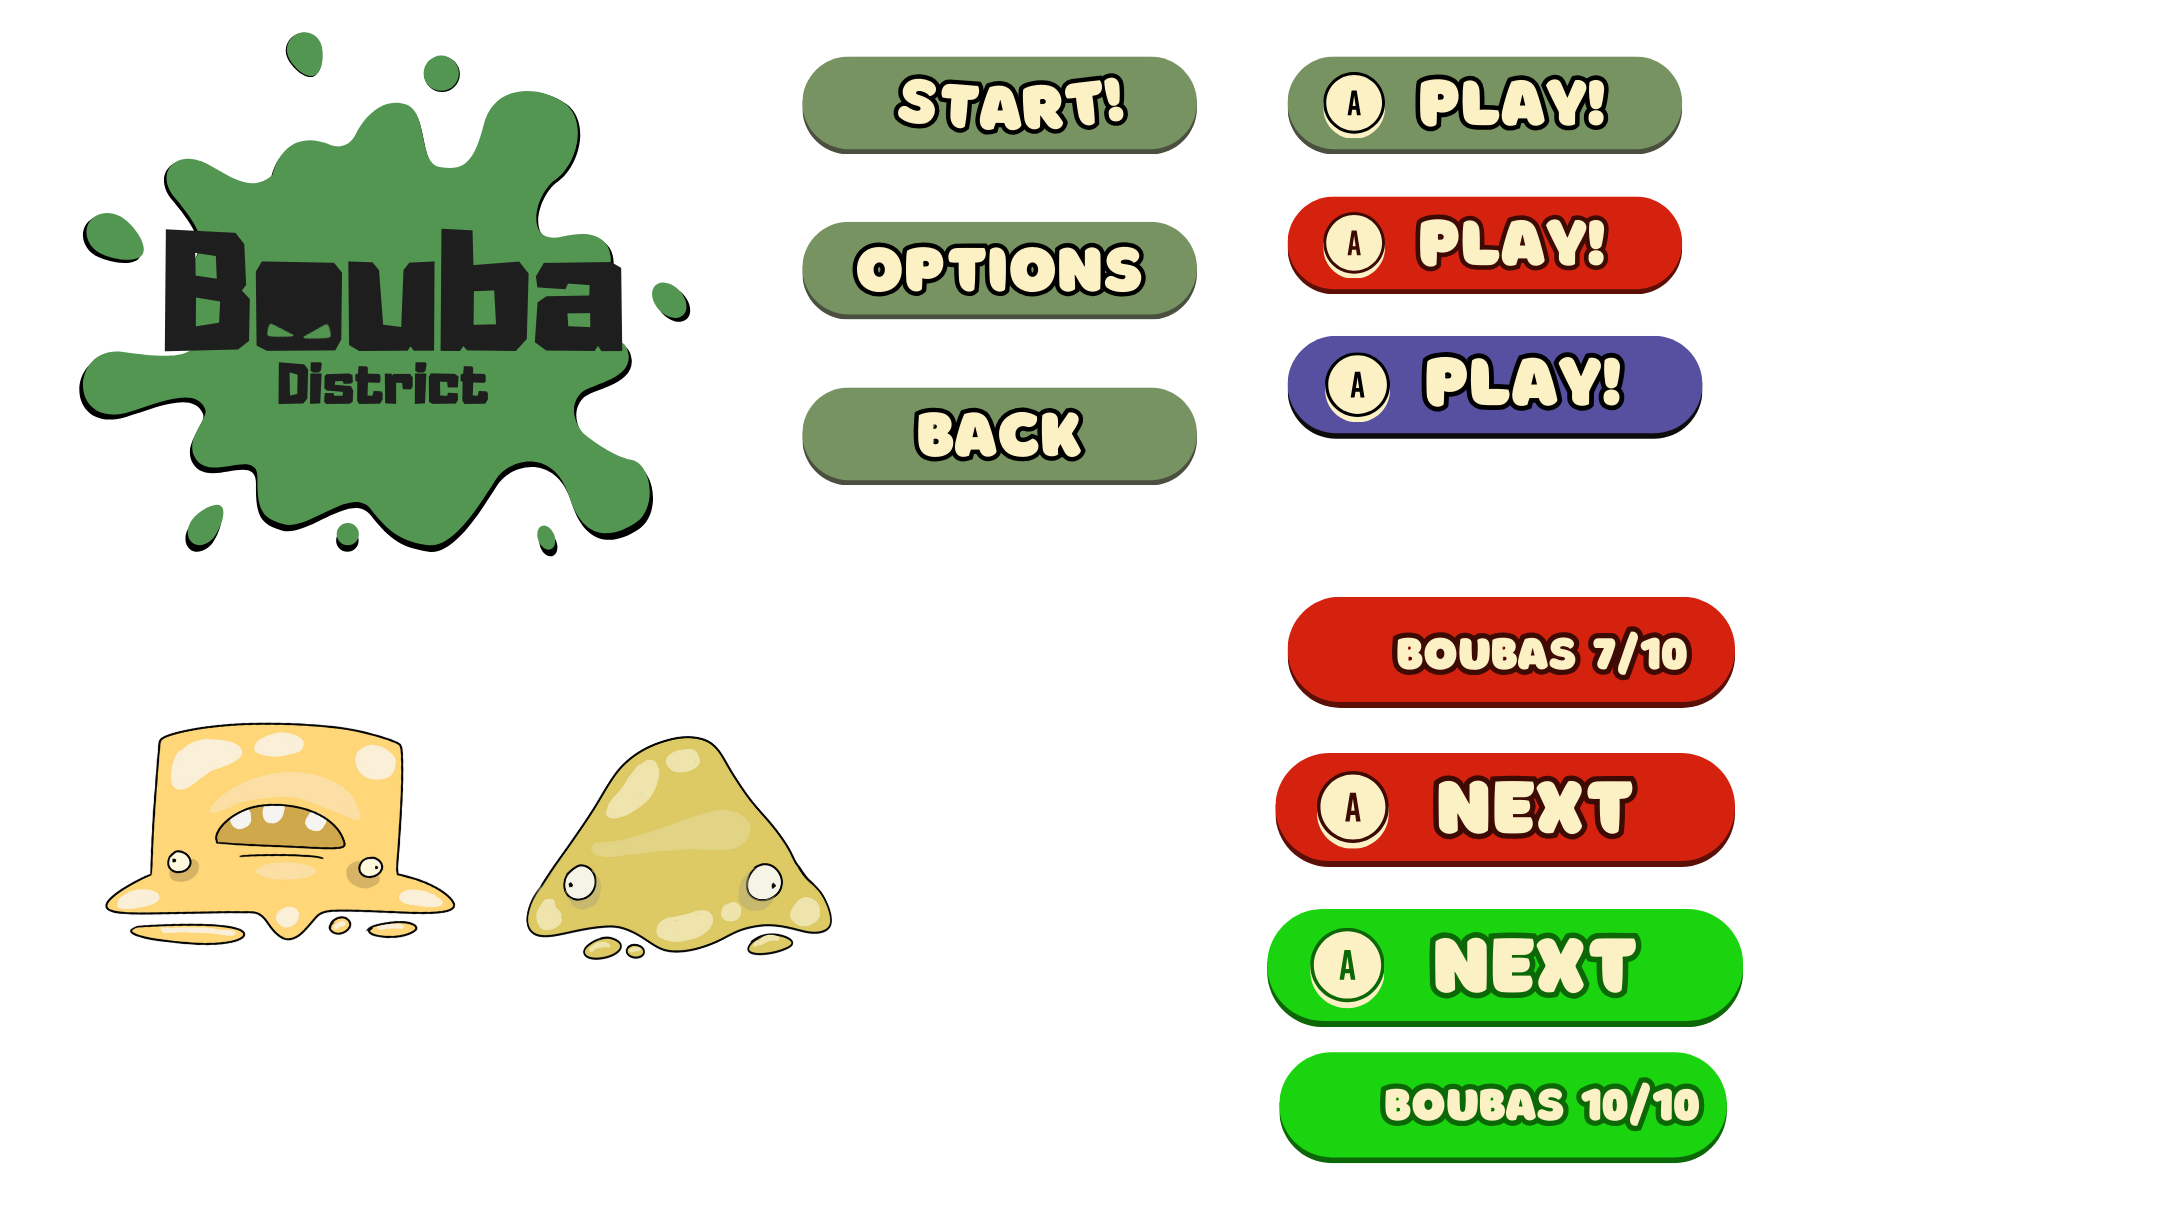 Bouba
District
START!
OPTIONS
BACK
A PLAY!
A PLAY!
A PLAY!
BOUBAS 7/10
A NEXT
A NEXT
BOUBAS 10/10